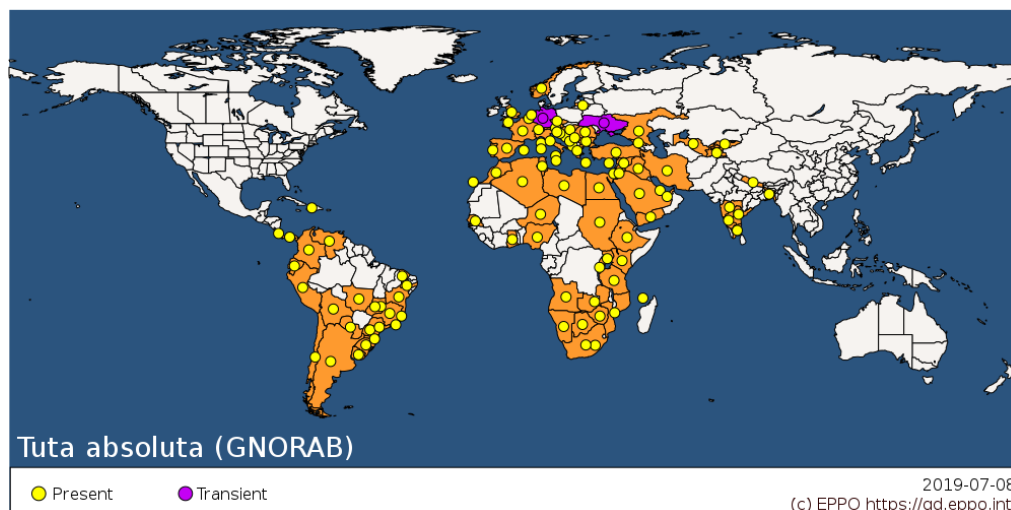 Tuta absoluta (GNORAB)
Present
Transient
2019-07-08
(c) EPPO https://gd.eppo.int